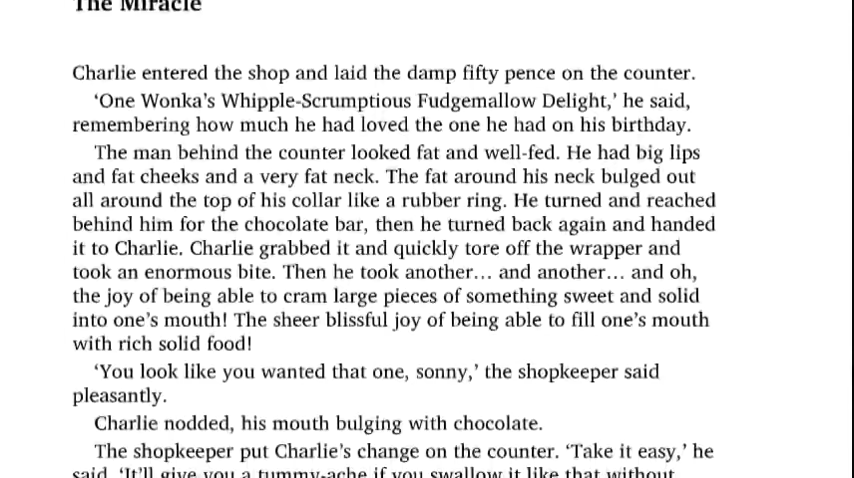 The Miracle
Charlie entered the shop and laid the damp fifty pence on the counter.
‘One Wonka’s Whipple-Scrumptious Fudgemallow Delight,’ he said,
remembering how much he had loved the one he had on his birthday.
The man behind the counter looked fat and well-fed. He had big lips
and fat cheeks and a very fat neck. The fat around his neck bulged out
all around the top of his collar like a rubber ring. He turned and reached
behind him for the chocolate bar, then he turned back again and handed
it to Charlie. Charlie grabbed it and quickly tore off the wrapper and
took an enormous bite. Then he took another… and another… and oh,
the joy of being able to cram large pieces of something sweet and solid
into one’s mouth! The sheer blissful joy of being able to fill one’s mouth
with rich solid food!
‘You look like you wanted that one, sonny,’ the shopkeeper said
pleasantly.
Charlie nodded, his mouth bulging with chocolate.
The shopkeeper put Charlie’s change on the counter. ‘Take it easy,’ he
said. ‘It’ll give you a tummy-ache if you swallow it like that without